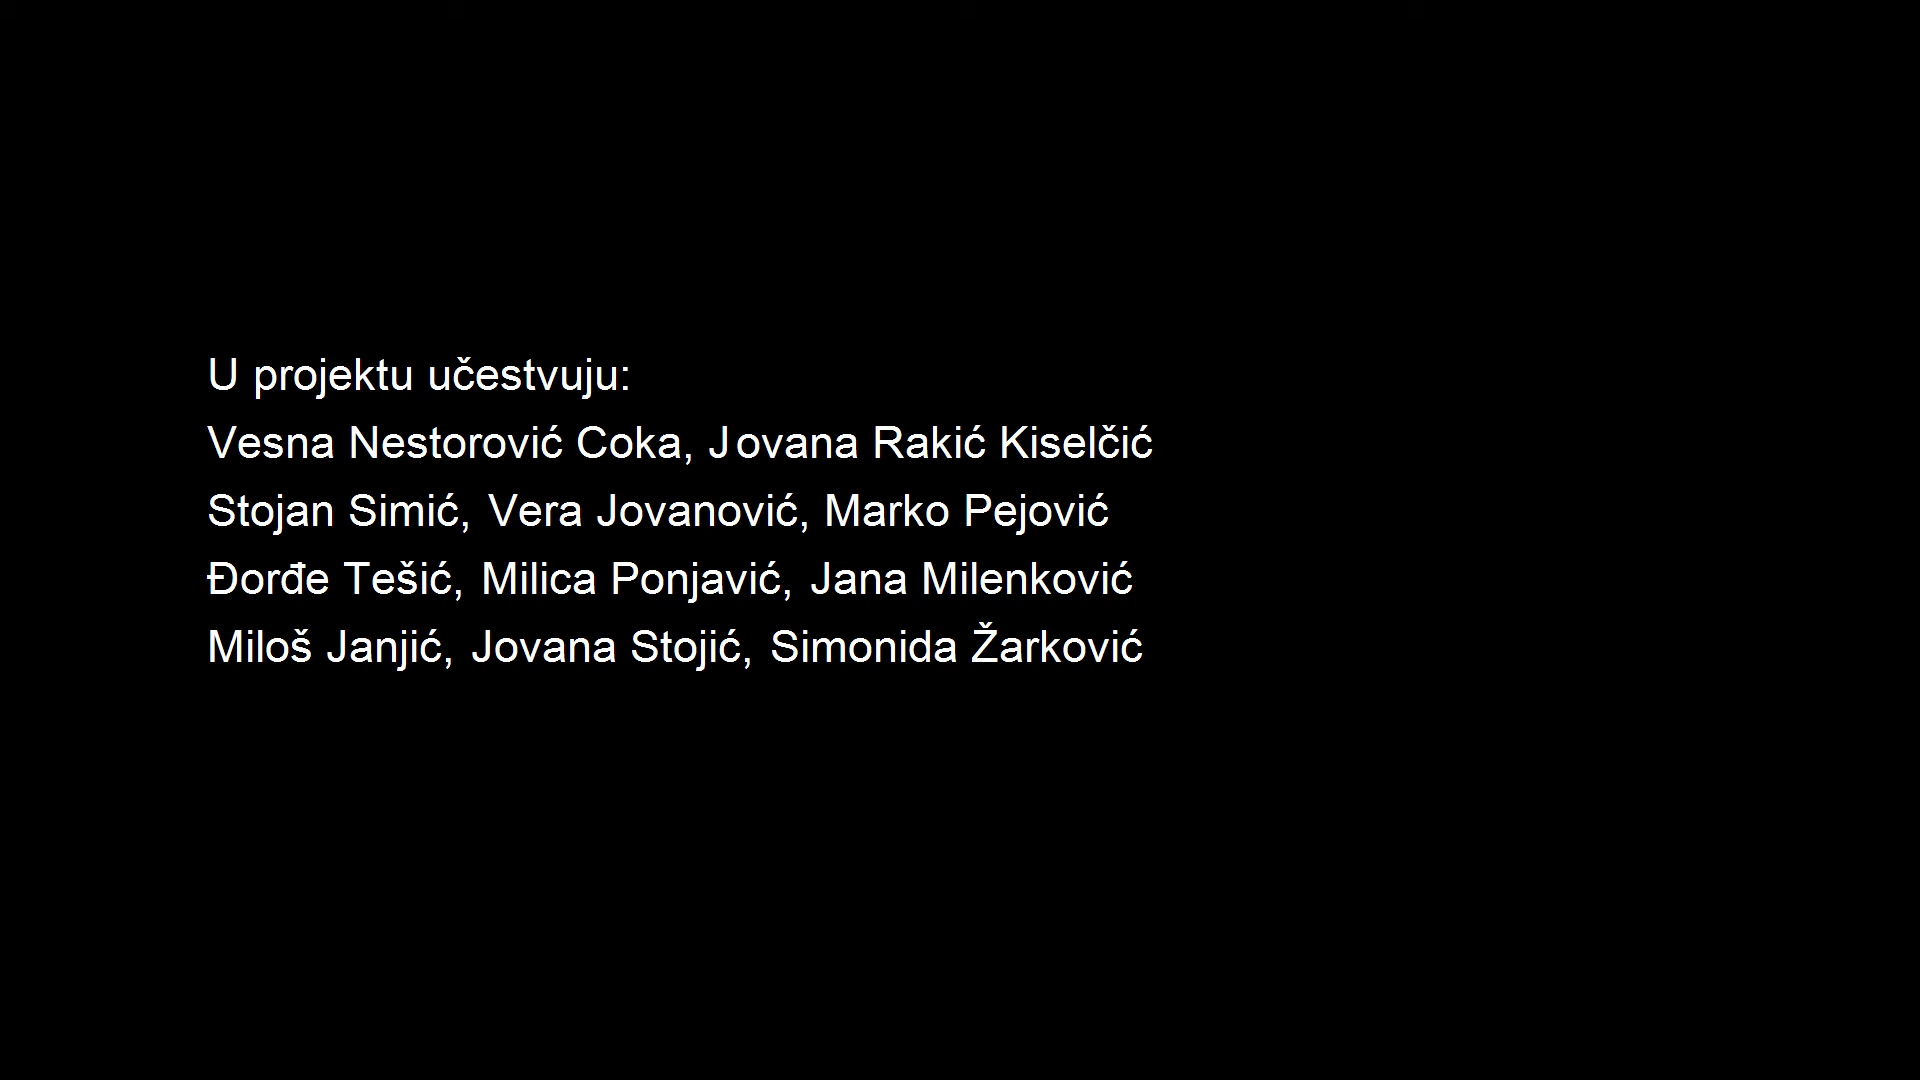 U projektu učestvuju:
Vesna Nestorović Coka, Jovana Rakić Kiselčić
Stojan Simić, Vera Jovanović, Marko Pejović
Đorđe Tešić, Milica Ponjavić, Jana Milenković
Miloš Janjić, Jovana Stojić, Simonida Žarković